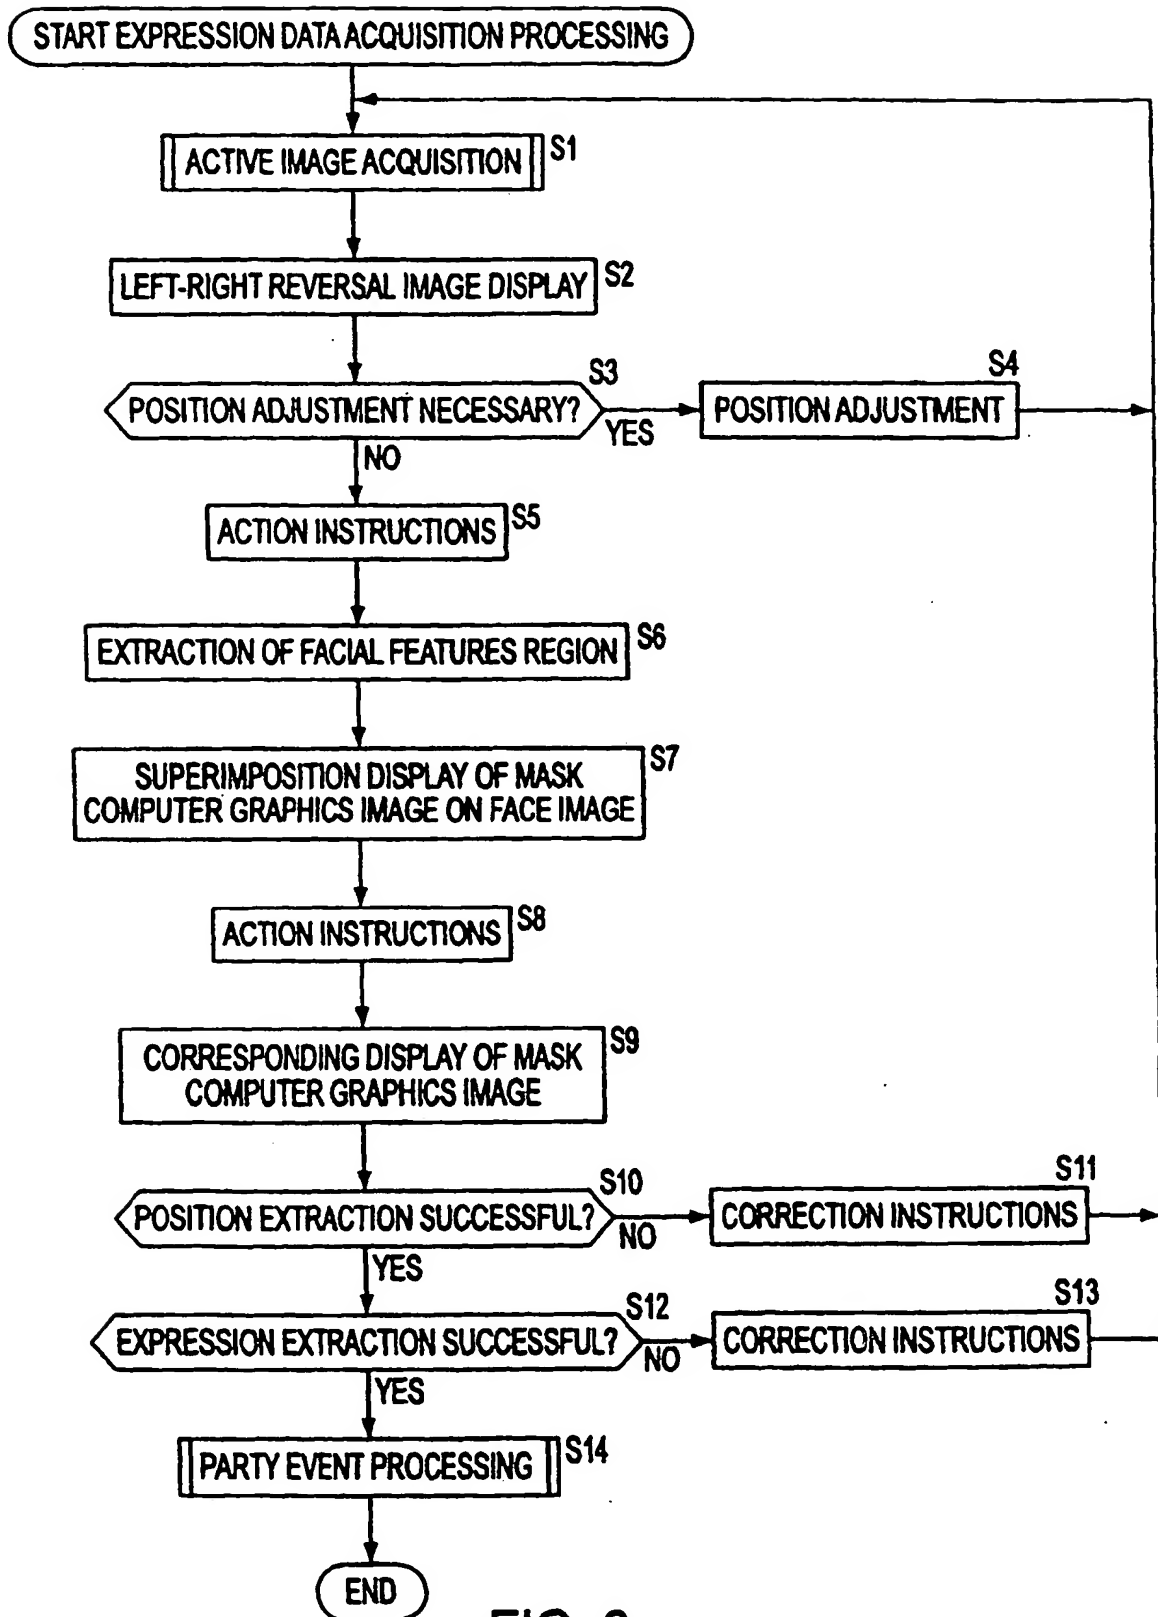 START EXPRESSION DATA ACQUISITION PROCESSING
ACTIVE IMAGE ACQUISITION
S1
LEFT-RIGHT REVERSAL IMAGE DISPLAY
S2
POSITION ADJUSTMENT NECESSARY?
S3
YES
NO
POSITION ADJUSTMENT
S4
ACTION INSTRUCTIONS
S5
EXTRACTION OF FACIAL FEATURES REGION
S6
SUPERIMPOSITION DISPLAY OF MASK
COMPUTER GRAPHICS IMAGE ON FACE IMAGE
S7
ACTION INSTRUCTIONS
S8
CORRESPONDING DISPLAY OF MASK
COMPUTER GRAPHICS IMAGE
S9
POSITION EXTRACTION SUCCESSFUL?
S10
NO
YES
CORRECTION INSTRUCTIONS
S11
EXPRESSION EXTRACTION SUCCESSFUL?
S12
NO
YES
CORRECTION INSTRUCTIONS
S13
PARTY EVENT PROCESSING
S14
END